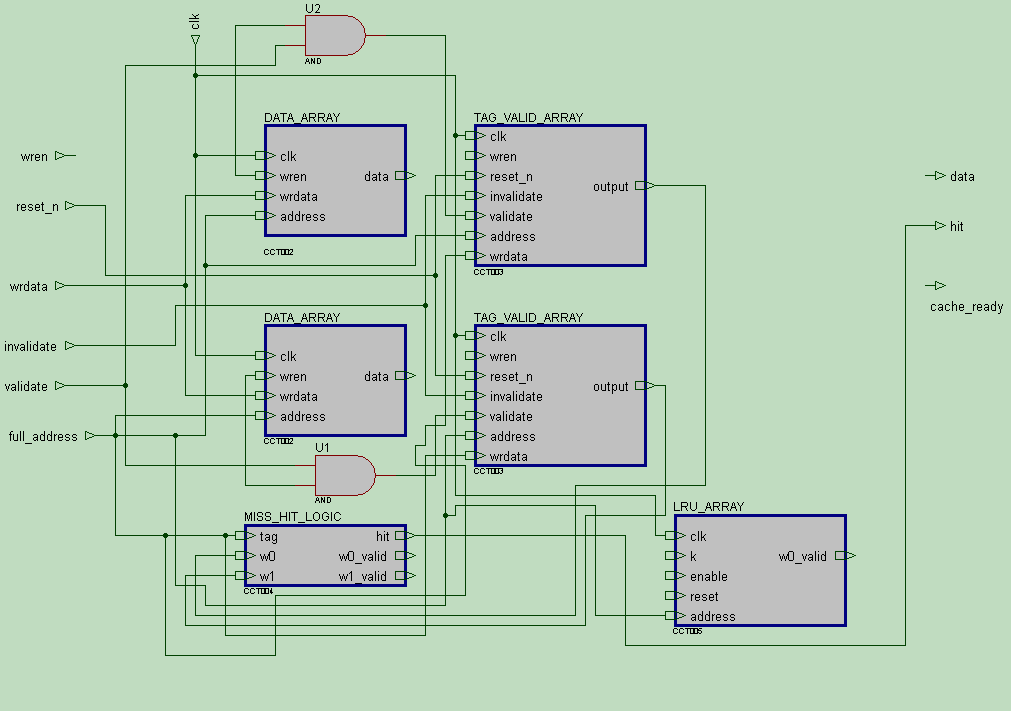 clk
U2
AND
DATA_ARRAY
clk
wren
wrdata
address
data
TAG_VALID_ARRAY
clk
wren
reset_n
invalidate
validate
address
wrdata
output
wren
reset_n
wrdata
invalidate
validate
full_address
data
hit
cache_ready
DATA_ARRAY
clk
wren
wrdata
address
data
TAG_VALID_ARRAY
clk
wren
reset_n
invalidate
validate
address
wrdata
output
U1
AND
MISS_HIT_LOGIC
tag
w0
w1
hit
w0_valid
w1_valid
LRU_ARRAY
clk
k
enable
reset
address
w0_valid